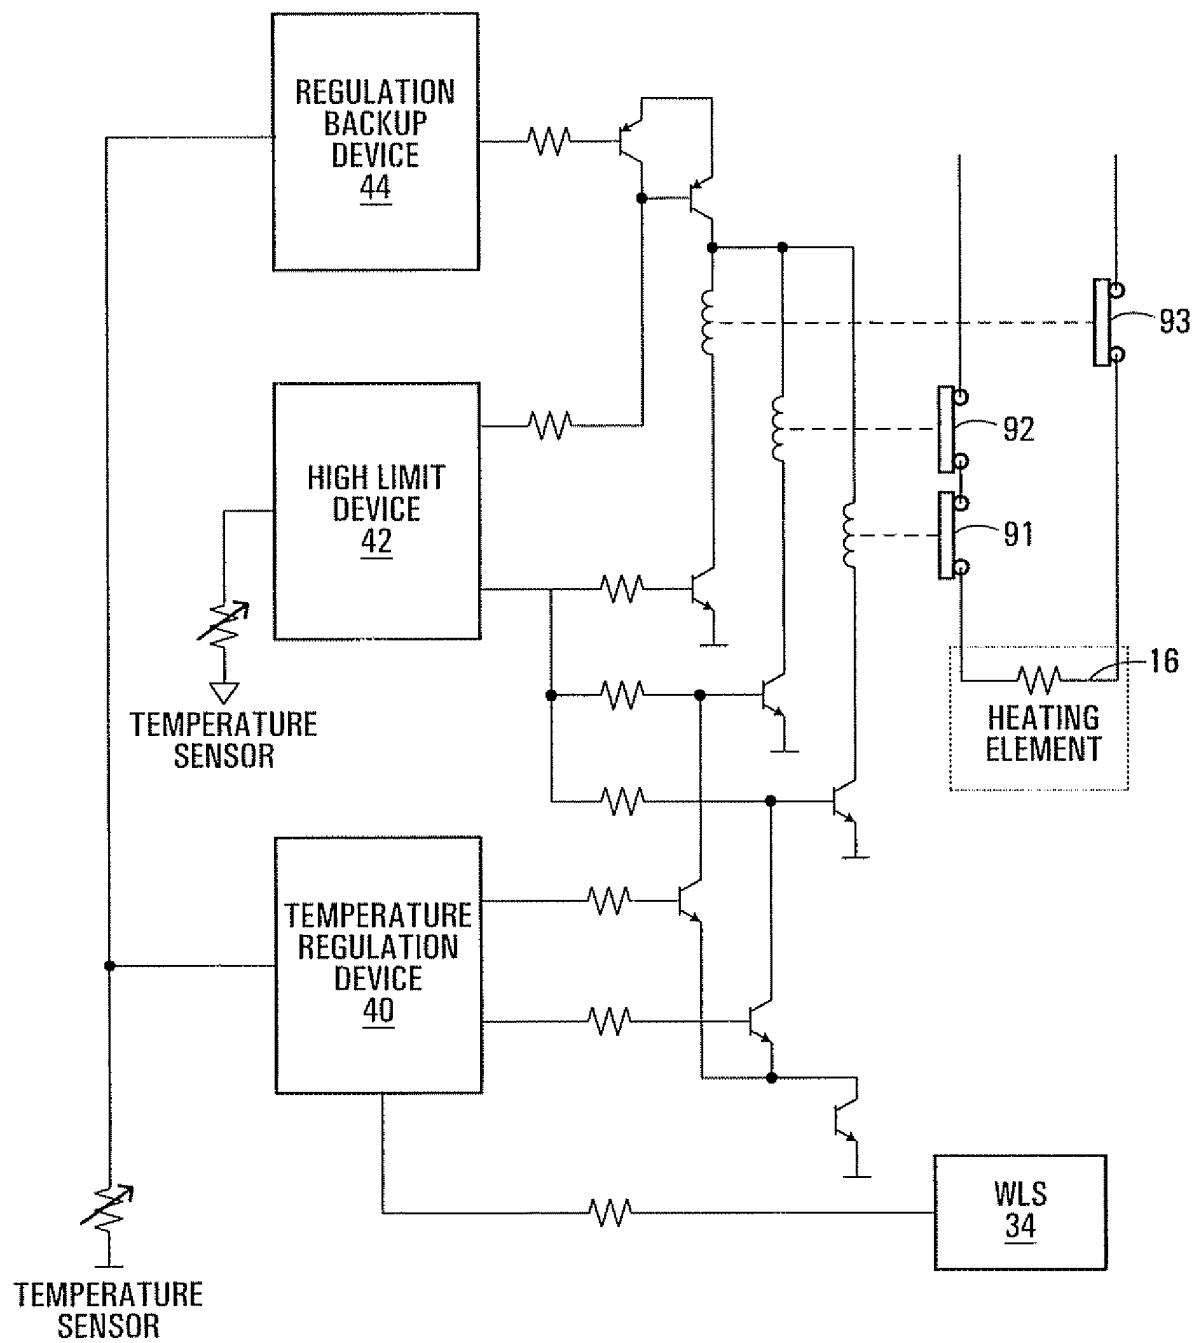 REGULATION
BACKUP
DEVICE
44
93
92
HIGH LIMIT
DEVICE
42
91
16
TEMPERATURE
SENSOR
HEATING
ELEMENT
TEMPERATURE
REGULATION
DEVICE
40
WLS
34
TEMPERATURE
SENSOR